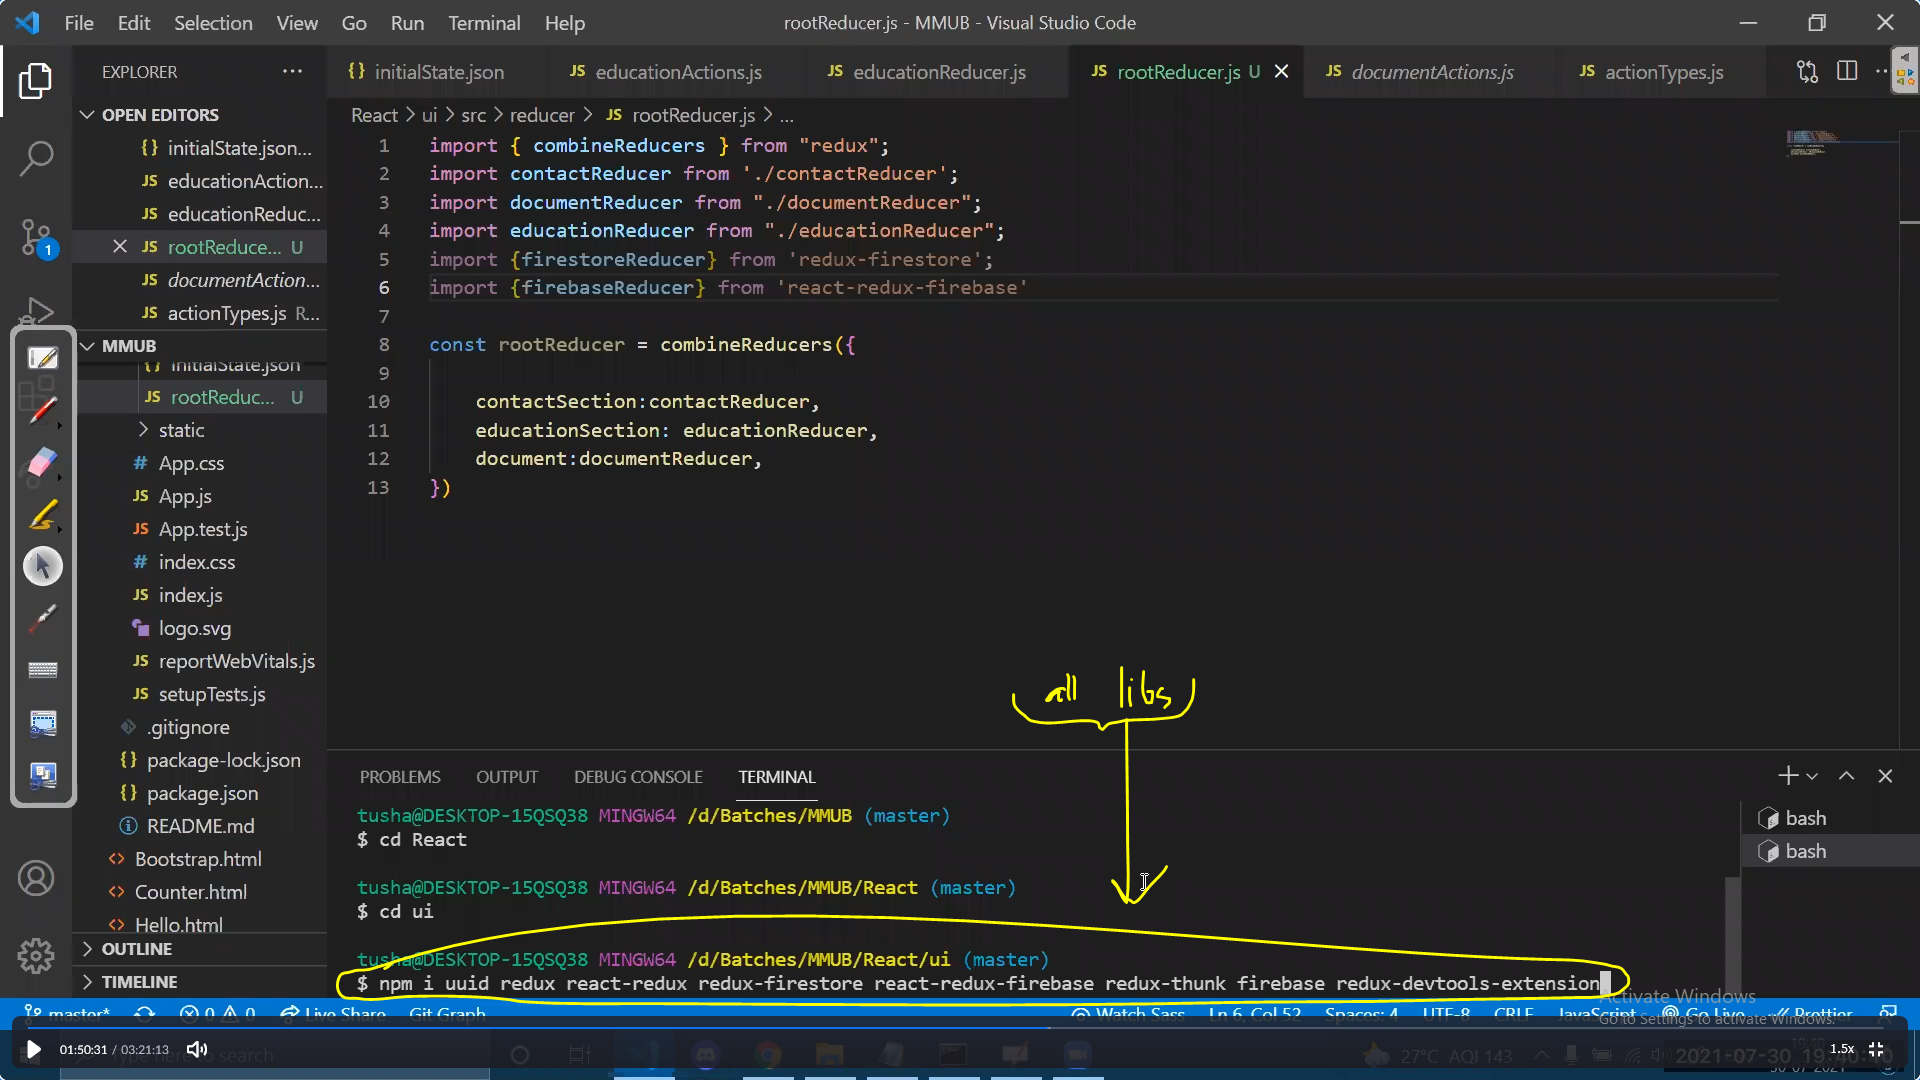 File Edit Selection View Go Run Terminal Help
rootReducer.js - MMUB - Visual Studio Code
EXPLORER ...
{} initialState.json
JS educationActions.js
JS educationReducer.js
JS rootReducer.js U
JS documentActions.js
JS actionTypes.js
OPEN EDITORS
{} initialState.json...
JS educationAction...
JS educationReduc...
JS rootReduce... U
JS documentAction...
JS actionTypes.js R...
1
MMUB
{} initialState.json
JS rootReduc... U
static
# App.css
JS App.js
JS App.test.js
# index.css
JS index.js
logo.svg
JS reportWebVitals.js
JS setupTests.js
.gitignore
{} package-lock.json
{} package.json
README.md
<> Bootstrap.html
<> Counter.html
<> Hello.html
OUTLINE
TIMELINE
React > ui > src > reducer > JS rootReducer.js > ...
1 import { combineReducers } from "redux";
2 import contactReducer from './contactReducer';
3 import documentReducer from "./documentReducer";
4 import educationReducer from "./educationReducer";
5 import {firestoreReducer} from 'redux-firestore';
6 import {firebaseReducer} from 'react-redux-firebase'
7
8 const rootReducer = combineReducers({
9
10 contactSection:contactReducer,
11 educationSection: educationReducer,
12 document:documentReducer,
13 })
all libs
PROBLEMS OUTPUT DEBUG CONSOLE TERMINAL
tusha@DESKTOP-15QSQ38 MINGW64 /d/Batches/MMUB (master)
$ cd React
tusha@DESKTOP-15QSQ38 MINGW64 /d/Batches/MMUB/React (master)
$ cd ui
tusha@DESKTOP-15QSQ38 MINGW64 /d/Batches/MMUB/React/ui (master)
$ npm i uuid redux react-redux redux-firestore react-redux-firebase redux-thunk firebase redux-devtools-extension
bash
bash
Activate Windows
Go to Settings to activate Windows.
master* 0 0 Live Share Git Graph
Watch Sass Ln 6, Col 52 Spaces: 4 UTF-8 CRLF JavaScript Go Live Prettier
01:50:31 / 03:21:13
Type here to search
27°C AQI 143
1.5x
2021-07-30 19:40:40